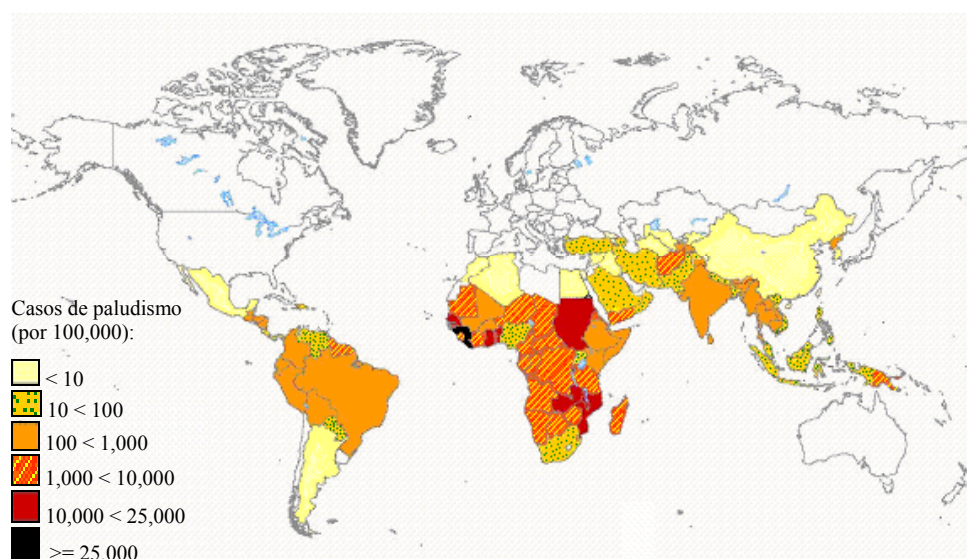 Casos de paludismo
(por 100,000):
< 10
10 < 100
100 < 1,000
1,000 < 10,000
10,000 < 25,000
>= 25 000